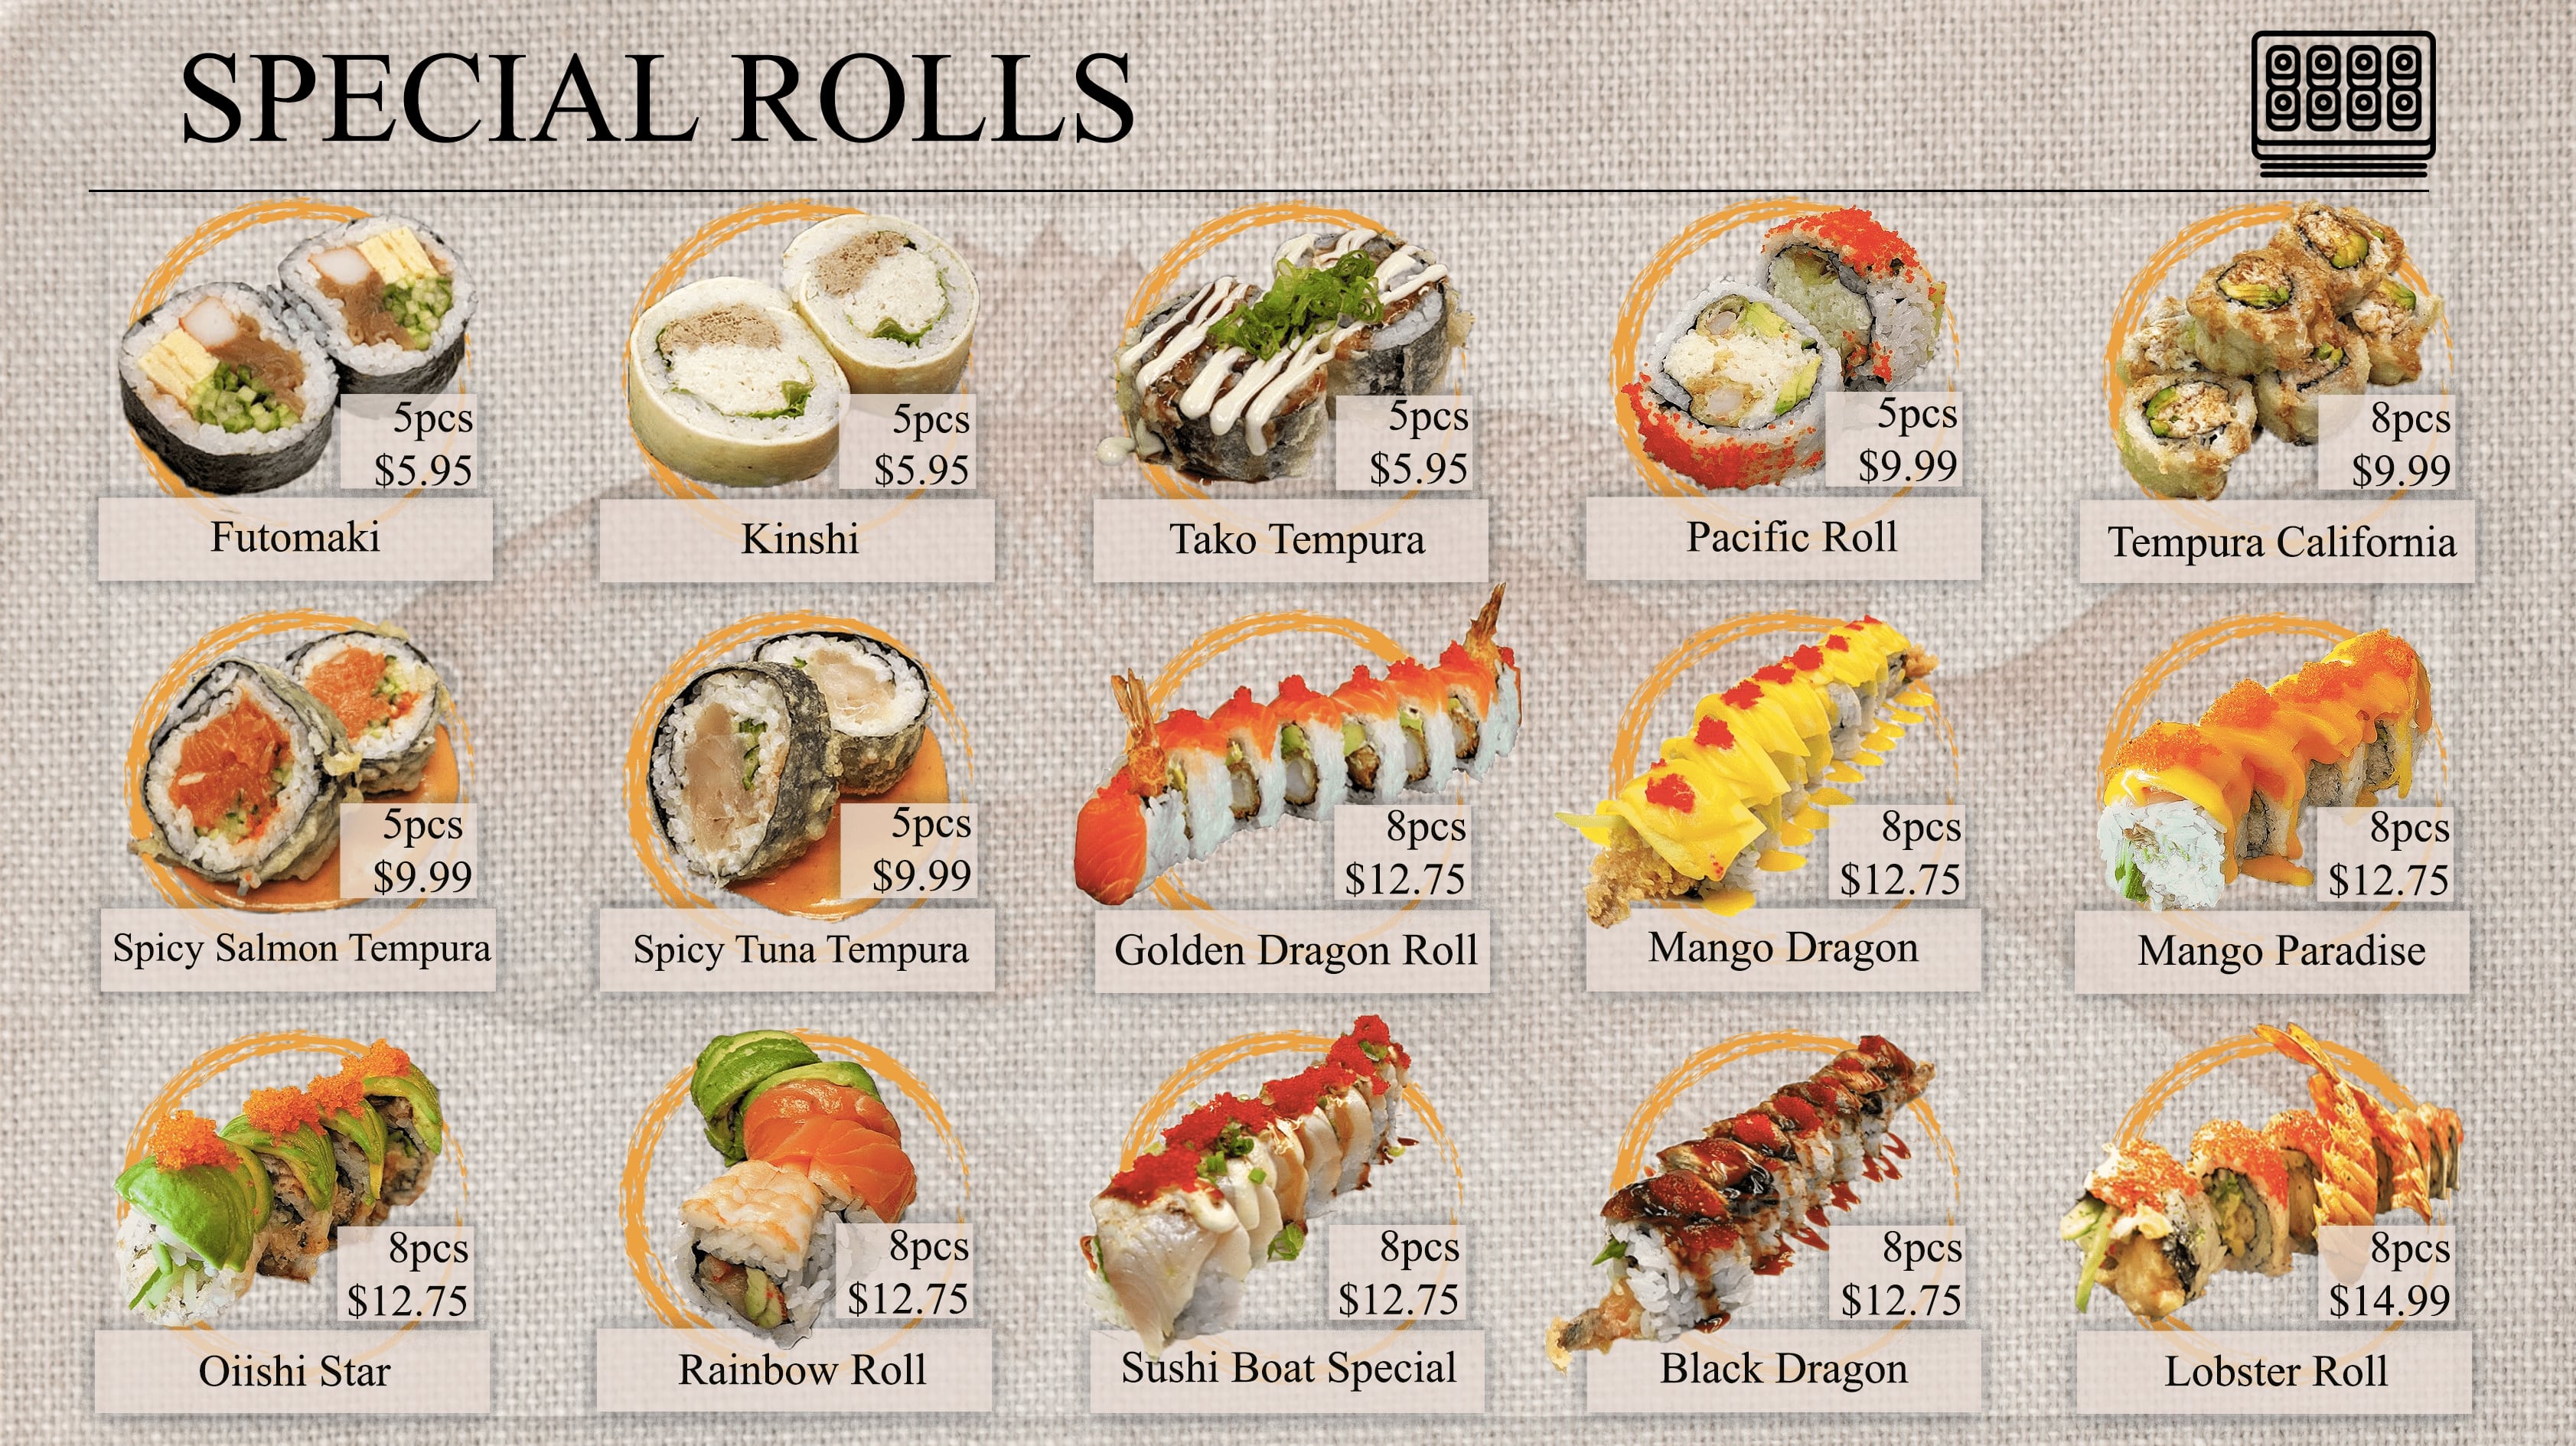 SPECIAL ROLLS
5pcs
$5.95
Futomaki
5pcs
$5.95
Kinshi
5pcs
$5.95
Tako Tempura
5pcs
$9.99
Pacific Roll
8pcs
$9.99
Tempura California
5pcs
$9.99
Spicy Salmon Tempura
5pcs
$9.99
Spicy Tuna Tempura
8pcs
$12.75
Golden Dragon Roll
8pcs
$12.75
Mango Dragon
8pcs
$12.75
Mango Paradise
8pcs
$12.75
Oiishi Star
8pcs
$12.75
Rainbow Roll
8pcs
$12.75
Sushi Boat Special
8pcs
$12.75
Black Dragon
8pcs
$14.99
Lobster Roll